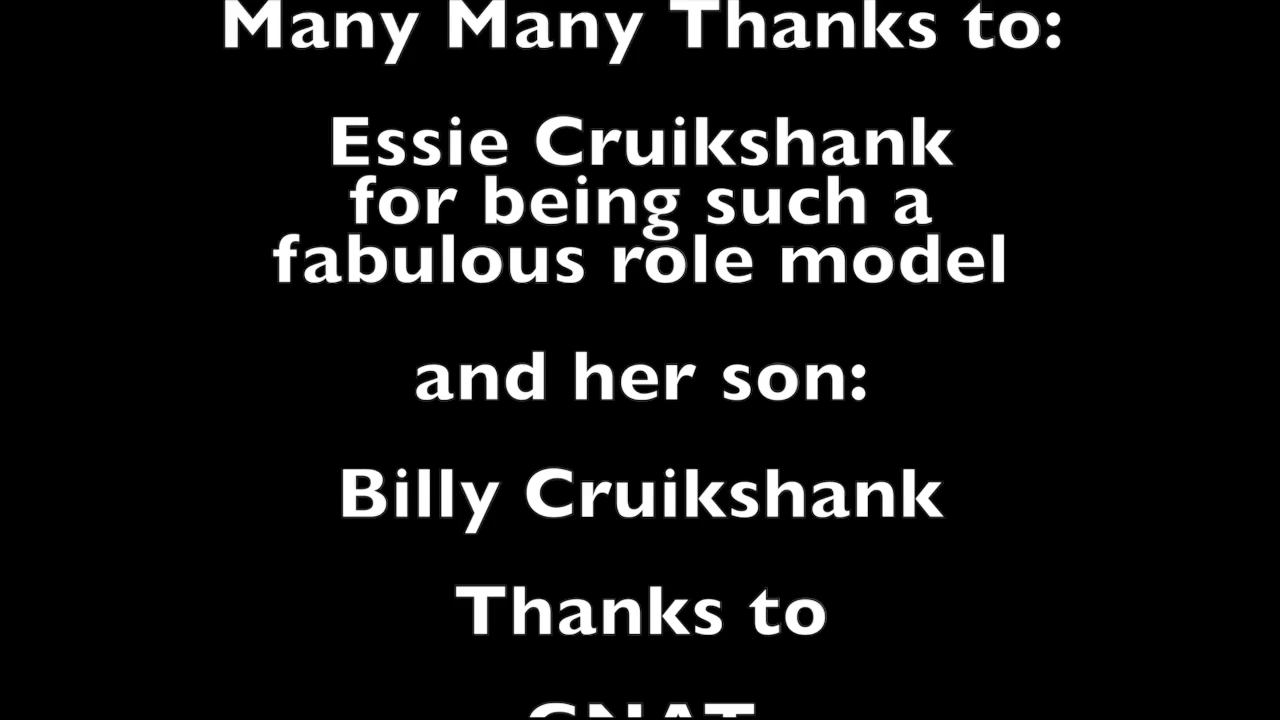 Many Many Thanks to:
Essie Cruikshank
for being such a
fabulous role model
and her son:
Billy Cruikshank
Thanks to